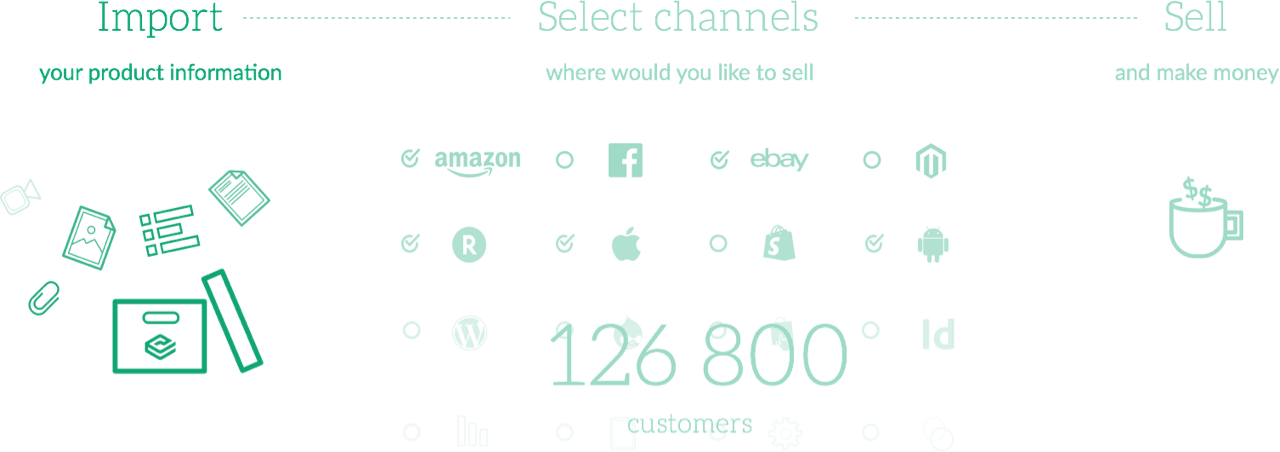 Import
Select channels
Sell
your product information
where would you like to sell
and make money
amazon
ebay
$$
R
S
W
Id
126 800
customers